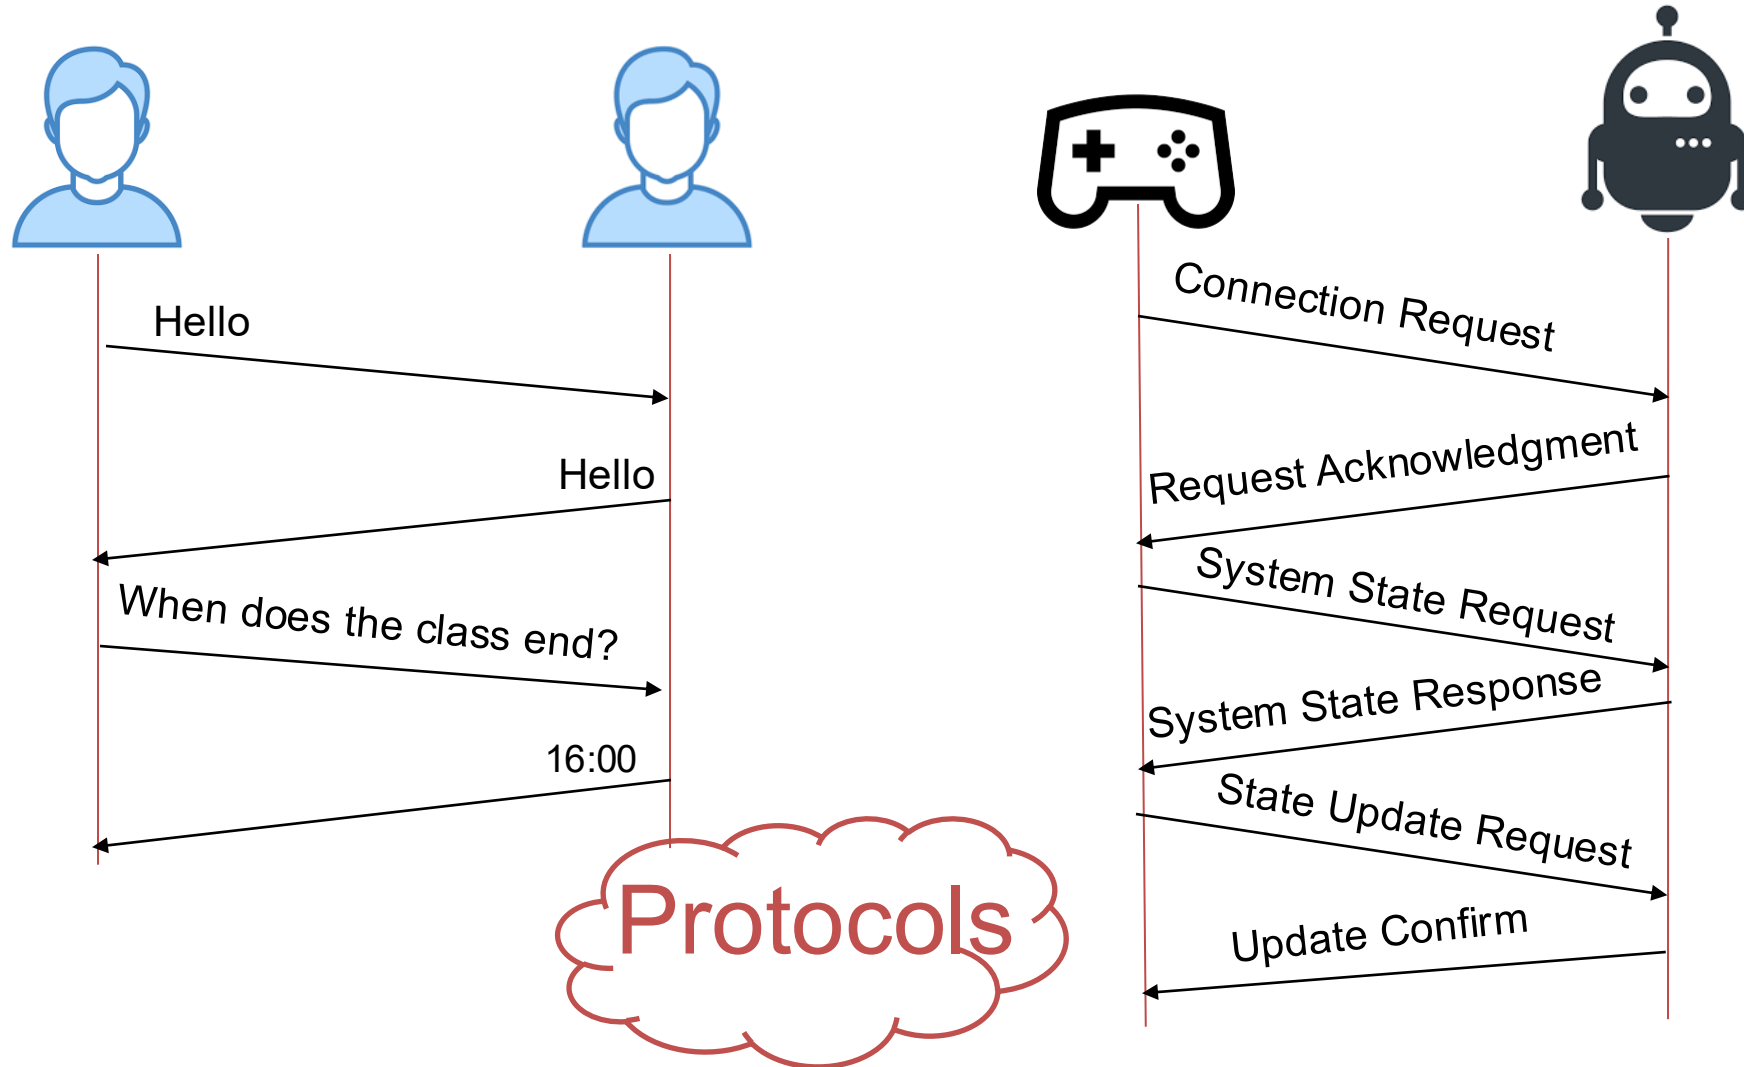 Hello
Hello
When does the class end?
16:00
Connection Request
Request Acknowledgment
System State Request
System State Response
State Update Request
Update Confirm
Protocols